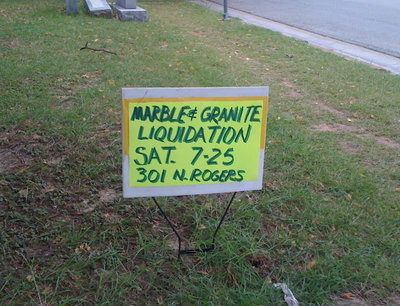 MARBLE & GRANITE
LIQUIDATION
SAT. 7-25
301 N. ROGERS